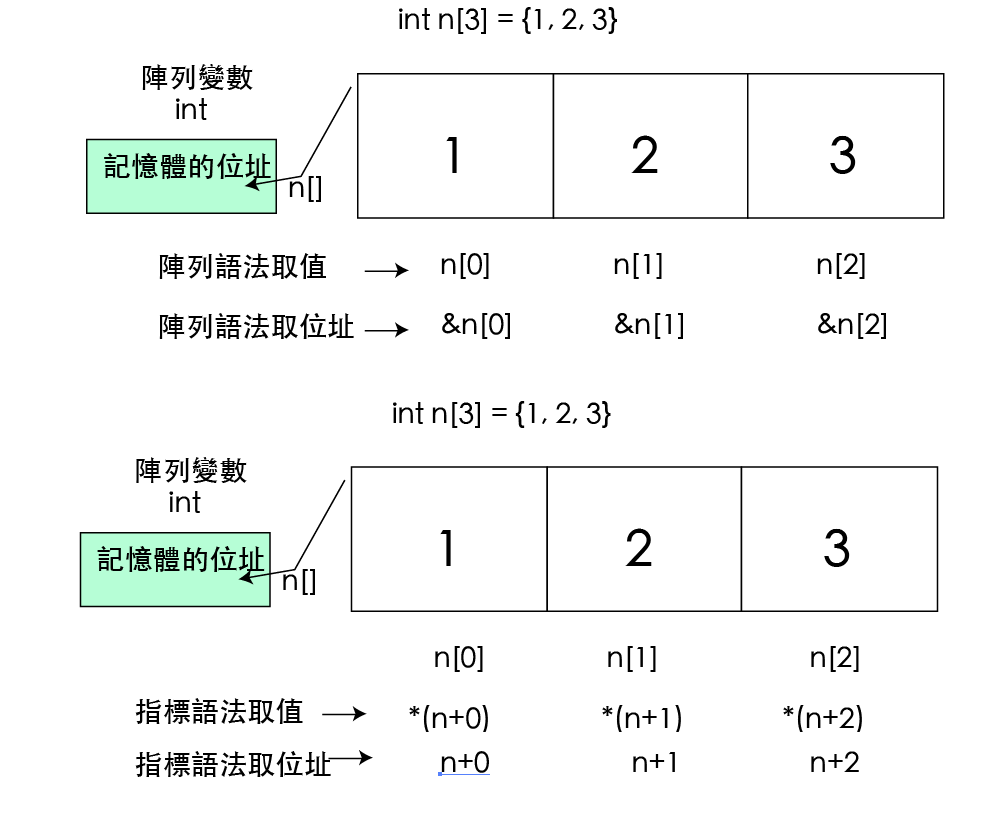 int n[3] = {1, 2, 3}
陣列變數
int
記憶體的位址
n[]
1 2 3
陣列語法取值 n[0] n[1] n[2]
陣列語法取位址 &n[0] &n[1] &n[2]
int n[3] = {1, 2, 3}
陣列變數
int
記憶體的位址
n[]
1 2 3
n[0] n[1] n[2]
指標語法取值 *(n+0) *(n+1) *(n+2)
指標語法取位址 n+0 n+1 n+2